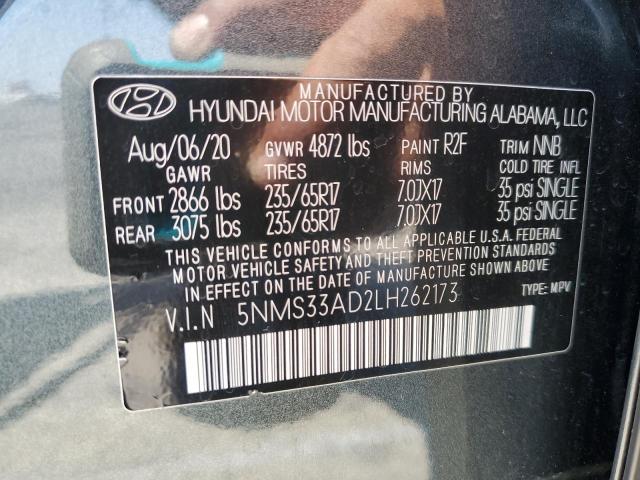 MANUFACTURED BY
HYUNDAI MOTOR MANUFACTURING ALABAMA, LLC
Aug/06/20 GVWR 4872 lbs PAINT R2F TRIM NNB
GAWR TIRES RIMS COLD TIRE INFL
FRONT 2866 lbs 235/65R17 7.0JX17 35 psi SINGLE
REAR 3075 lbs 235/65R17 7.0JX17 35 psi SINGLE
THIS VEHICLE CONFORMS TO ALL APPLICABLE U.S.A. FEDERAL
MOTOR VEHICLE SAFETY AND THEFT PREVENTION STANDARDS
IN EFFECT ON THE DATE OF MANUFACTURE SHOWN ABOVE.
V.I.N 5NMS33AD2LH262173 TYPE: MPV